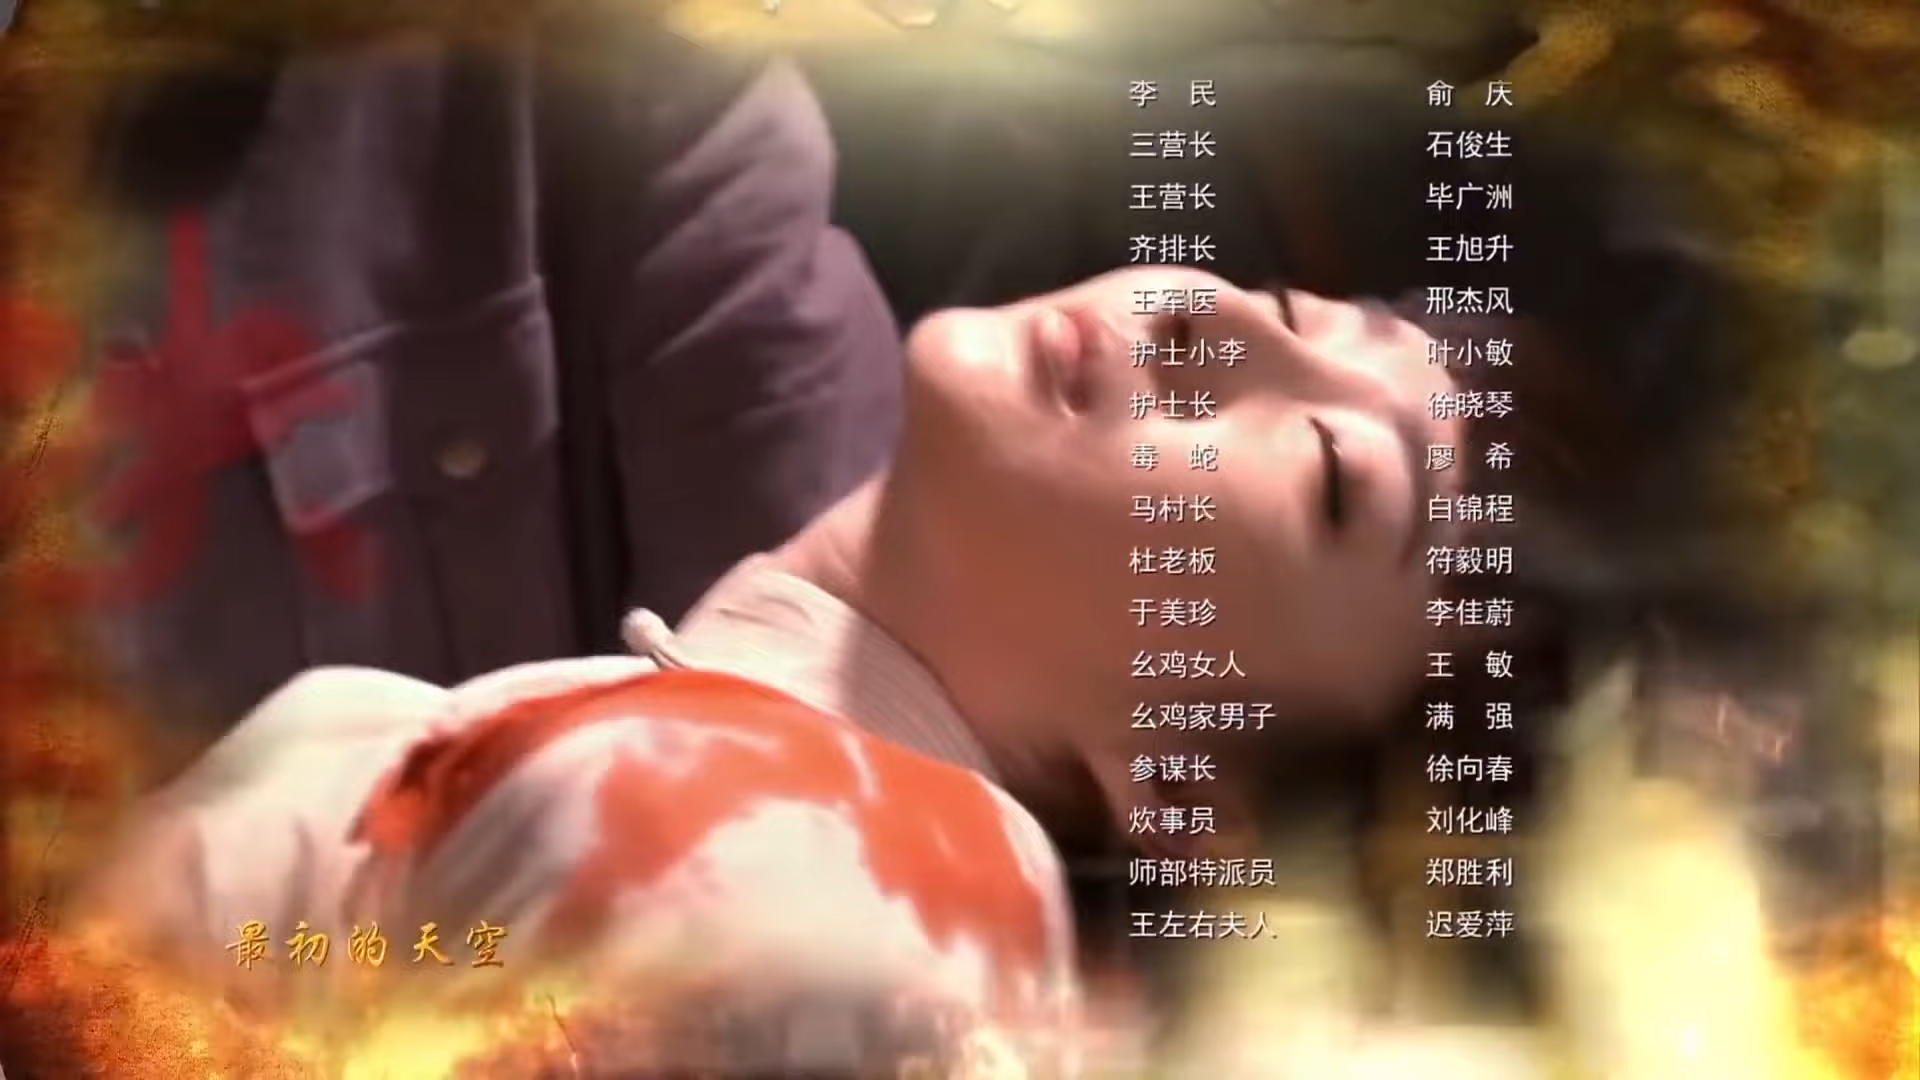 李　民　俞　庆
三营长　石俊生
王营长　毕广洲
齐排长　王旭升
王军医　邢杰风
护士小李　叶小敏
护士长　徐晓琴
毒　蛇　廖　希
马村长　白锦程
杜老板　符毅明
于美珍　李佳蔚
幺鸡女人　王　敏
幺鸡家男子　满　强
参谋长　徐向春
炊事员　刘化峰
师部特派员　郑胜利
王左右夫人　迟爱萍
最初的天空